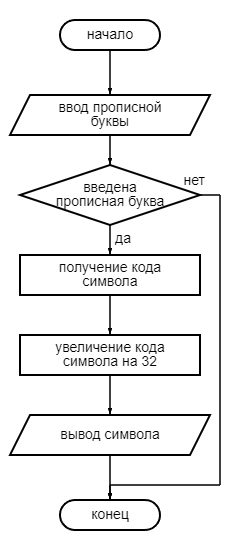 начало
ввод прописной
буквы
введена
прописная буква
нет
да
получение кода
символа
увеличение кода
символа на 32
вывод символа
конец